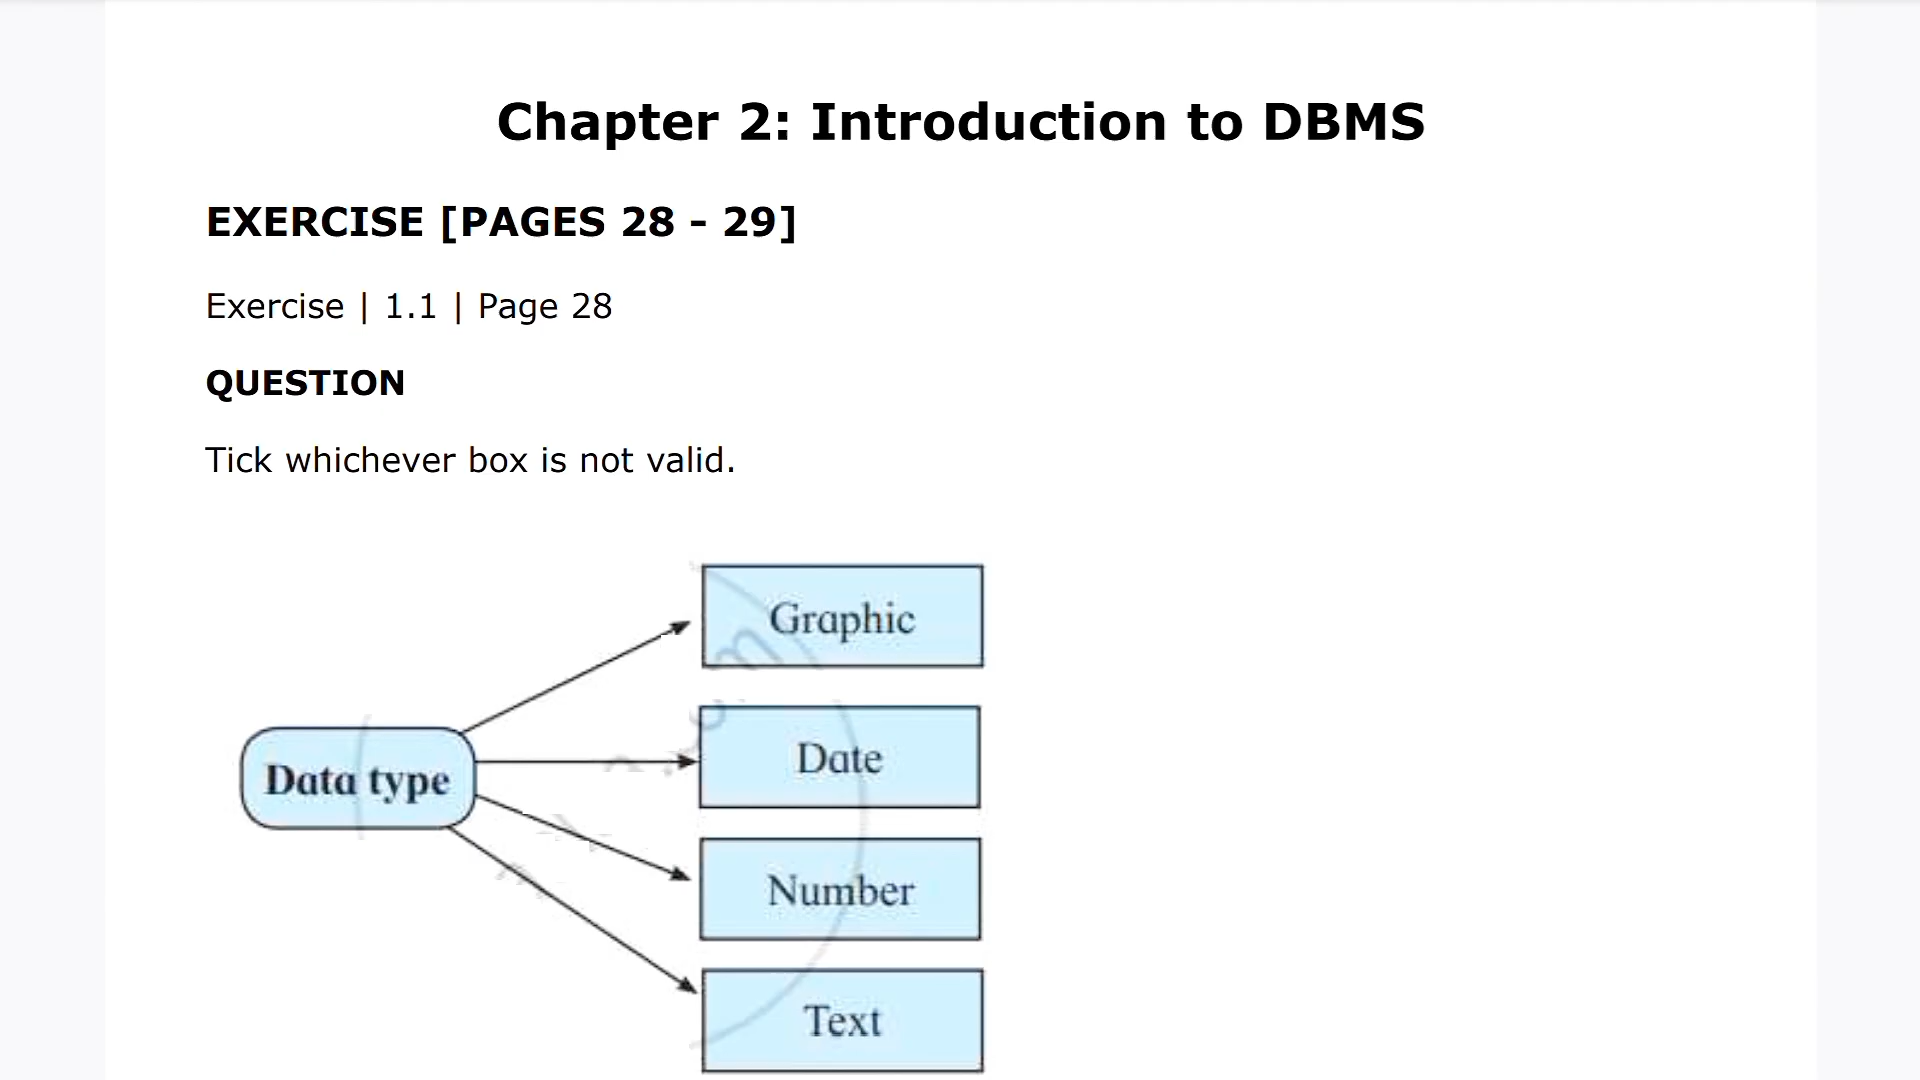 Chapter 2: Introduction to DBMS
EXERCISE [PAGES 28 - 29]
Exercise | 1.1 | Page 28
QUESTION
Tick whichever box is not valid.
Graphic
Date
Data type
Number
Text